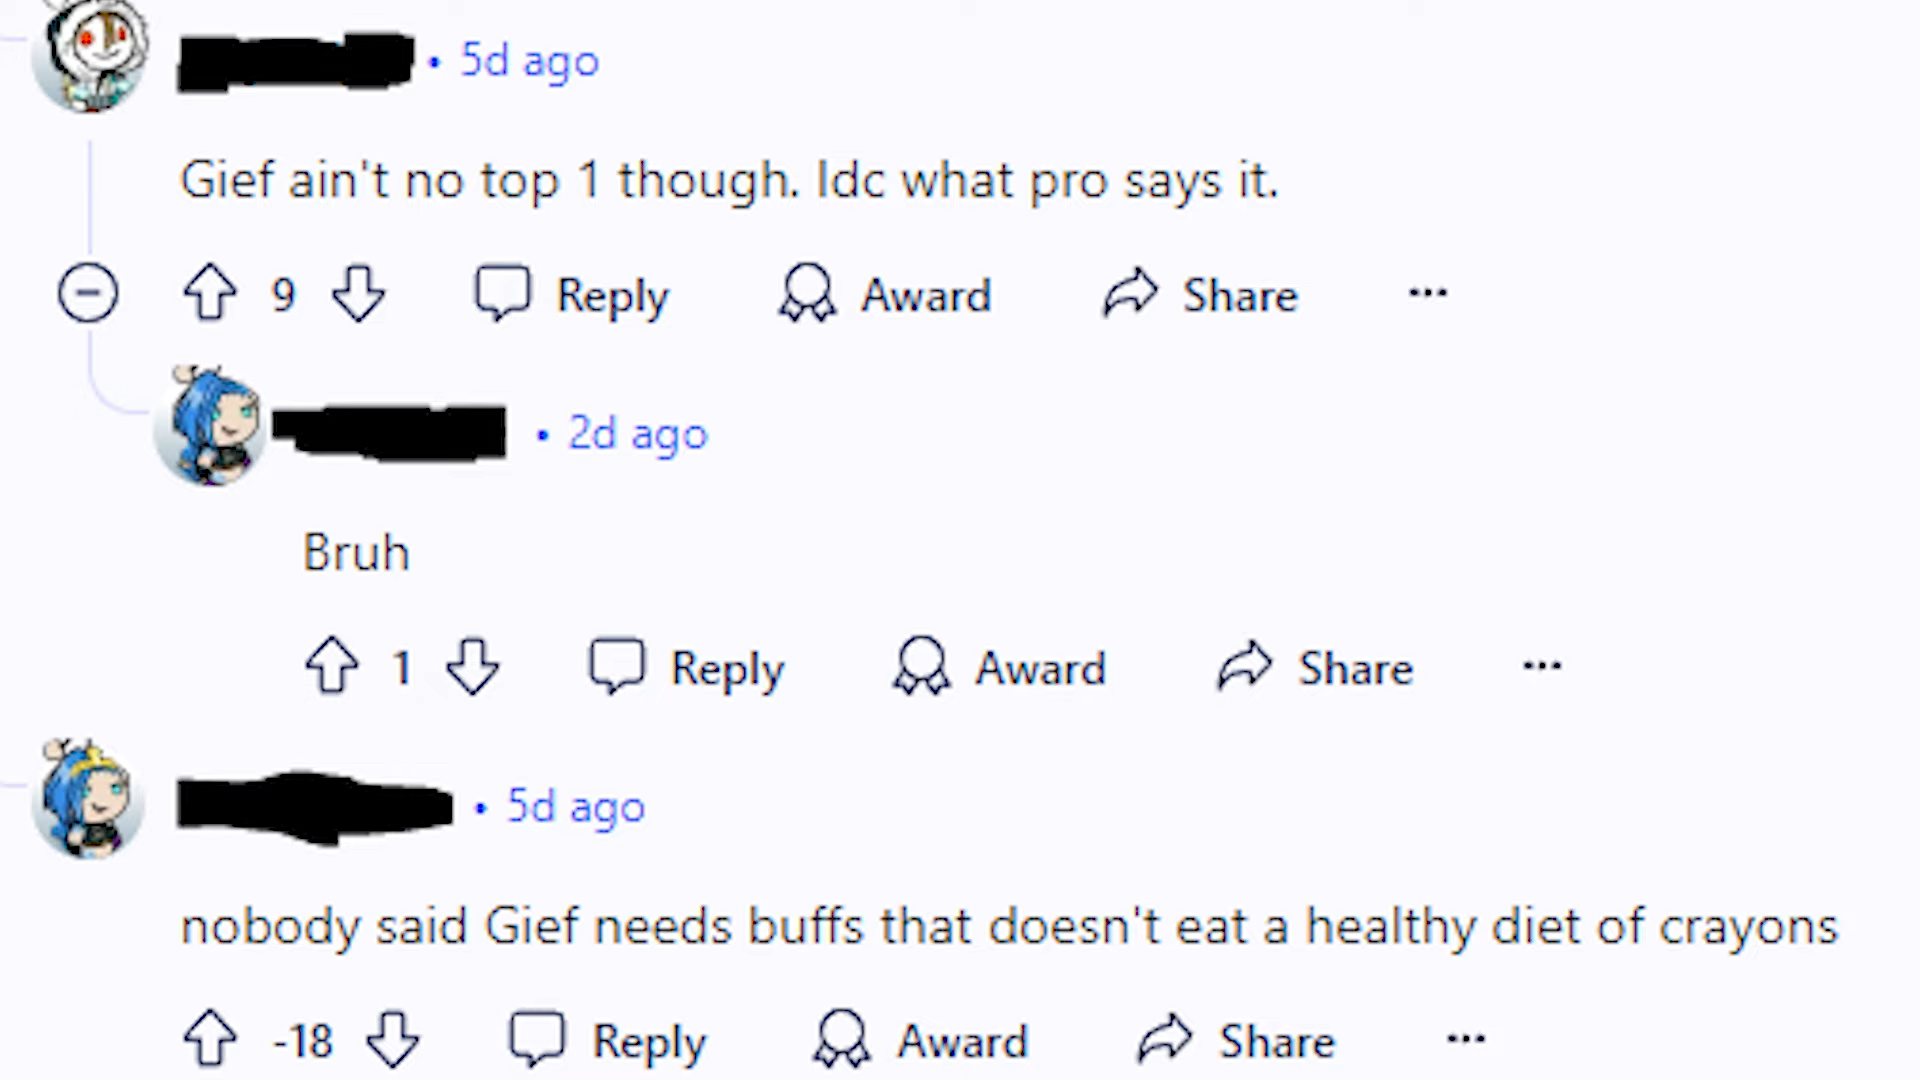 • 5d ago
Gief ain't no top 1 though. Idc what pro says it.
9 Reply Award Share ...
• 2d ago
Bruh
1 Reply Award Share ...
• 5d ago
nobody said Gief needs buffs that doesn't eat a healthy diet of crayons
-18 Reply Award Share ...